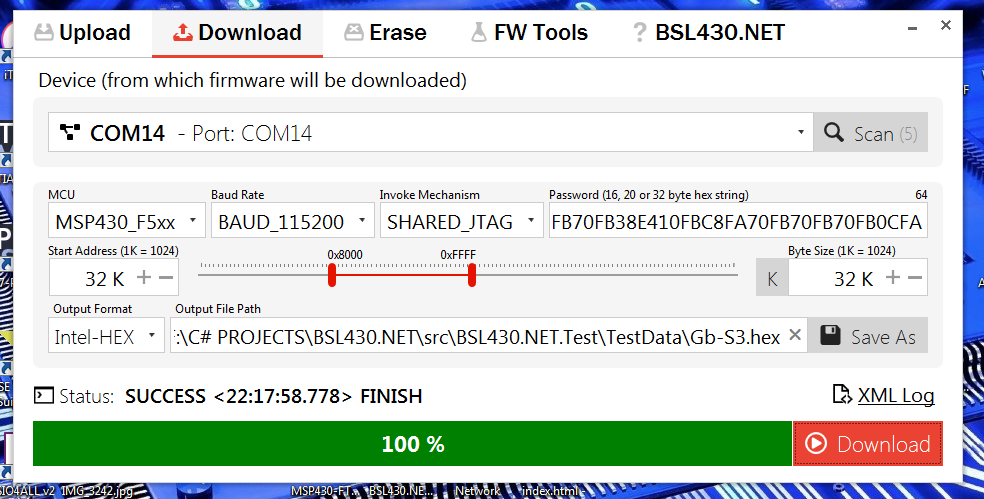 Upload Download Erase FW Tools ? BSL430.NET
Device (from which firmware will be downloaded)
COM14 - Port: COM14 Scan (5)
MCU Baud Rate Invoke Mechanism Password (16, 20 or 32 byte hex string) 64
MSP430_F5xx BAUD_115200 SHARED_JTAG FB70FB38E410FBC8FA70FB70FB70FB0CFA
Start Address (1K = 1024) 0x8000 0xFFFF Byte Size (1K = 1024)
32 K K 32 K
Output Format Output File Path
Intel-HEX :\C# PROJECTS\BSL430.NET\src\BSL430.NET.Test\TestData\Gb-S3.hex Save As
Status: SUCCESS <22:17:58.778> FINISH XML Log
100 % Download
IO4ALL.v2 IMG_3242.jpg MSP430-FT... BSL430.NE... Network index.html -